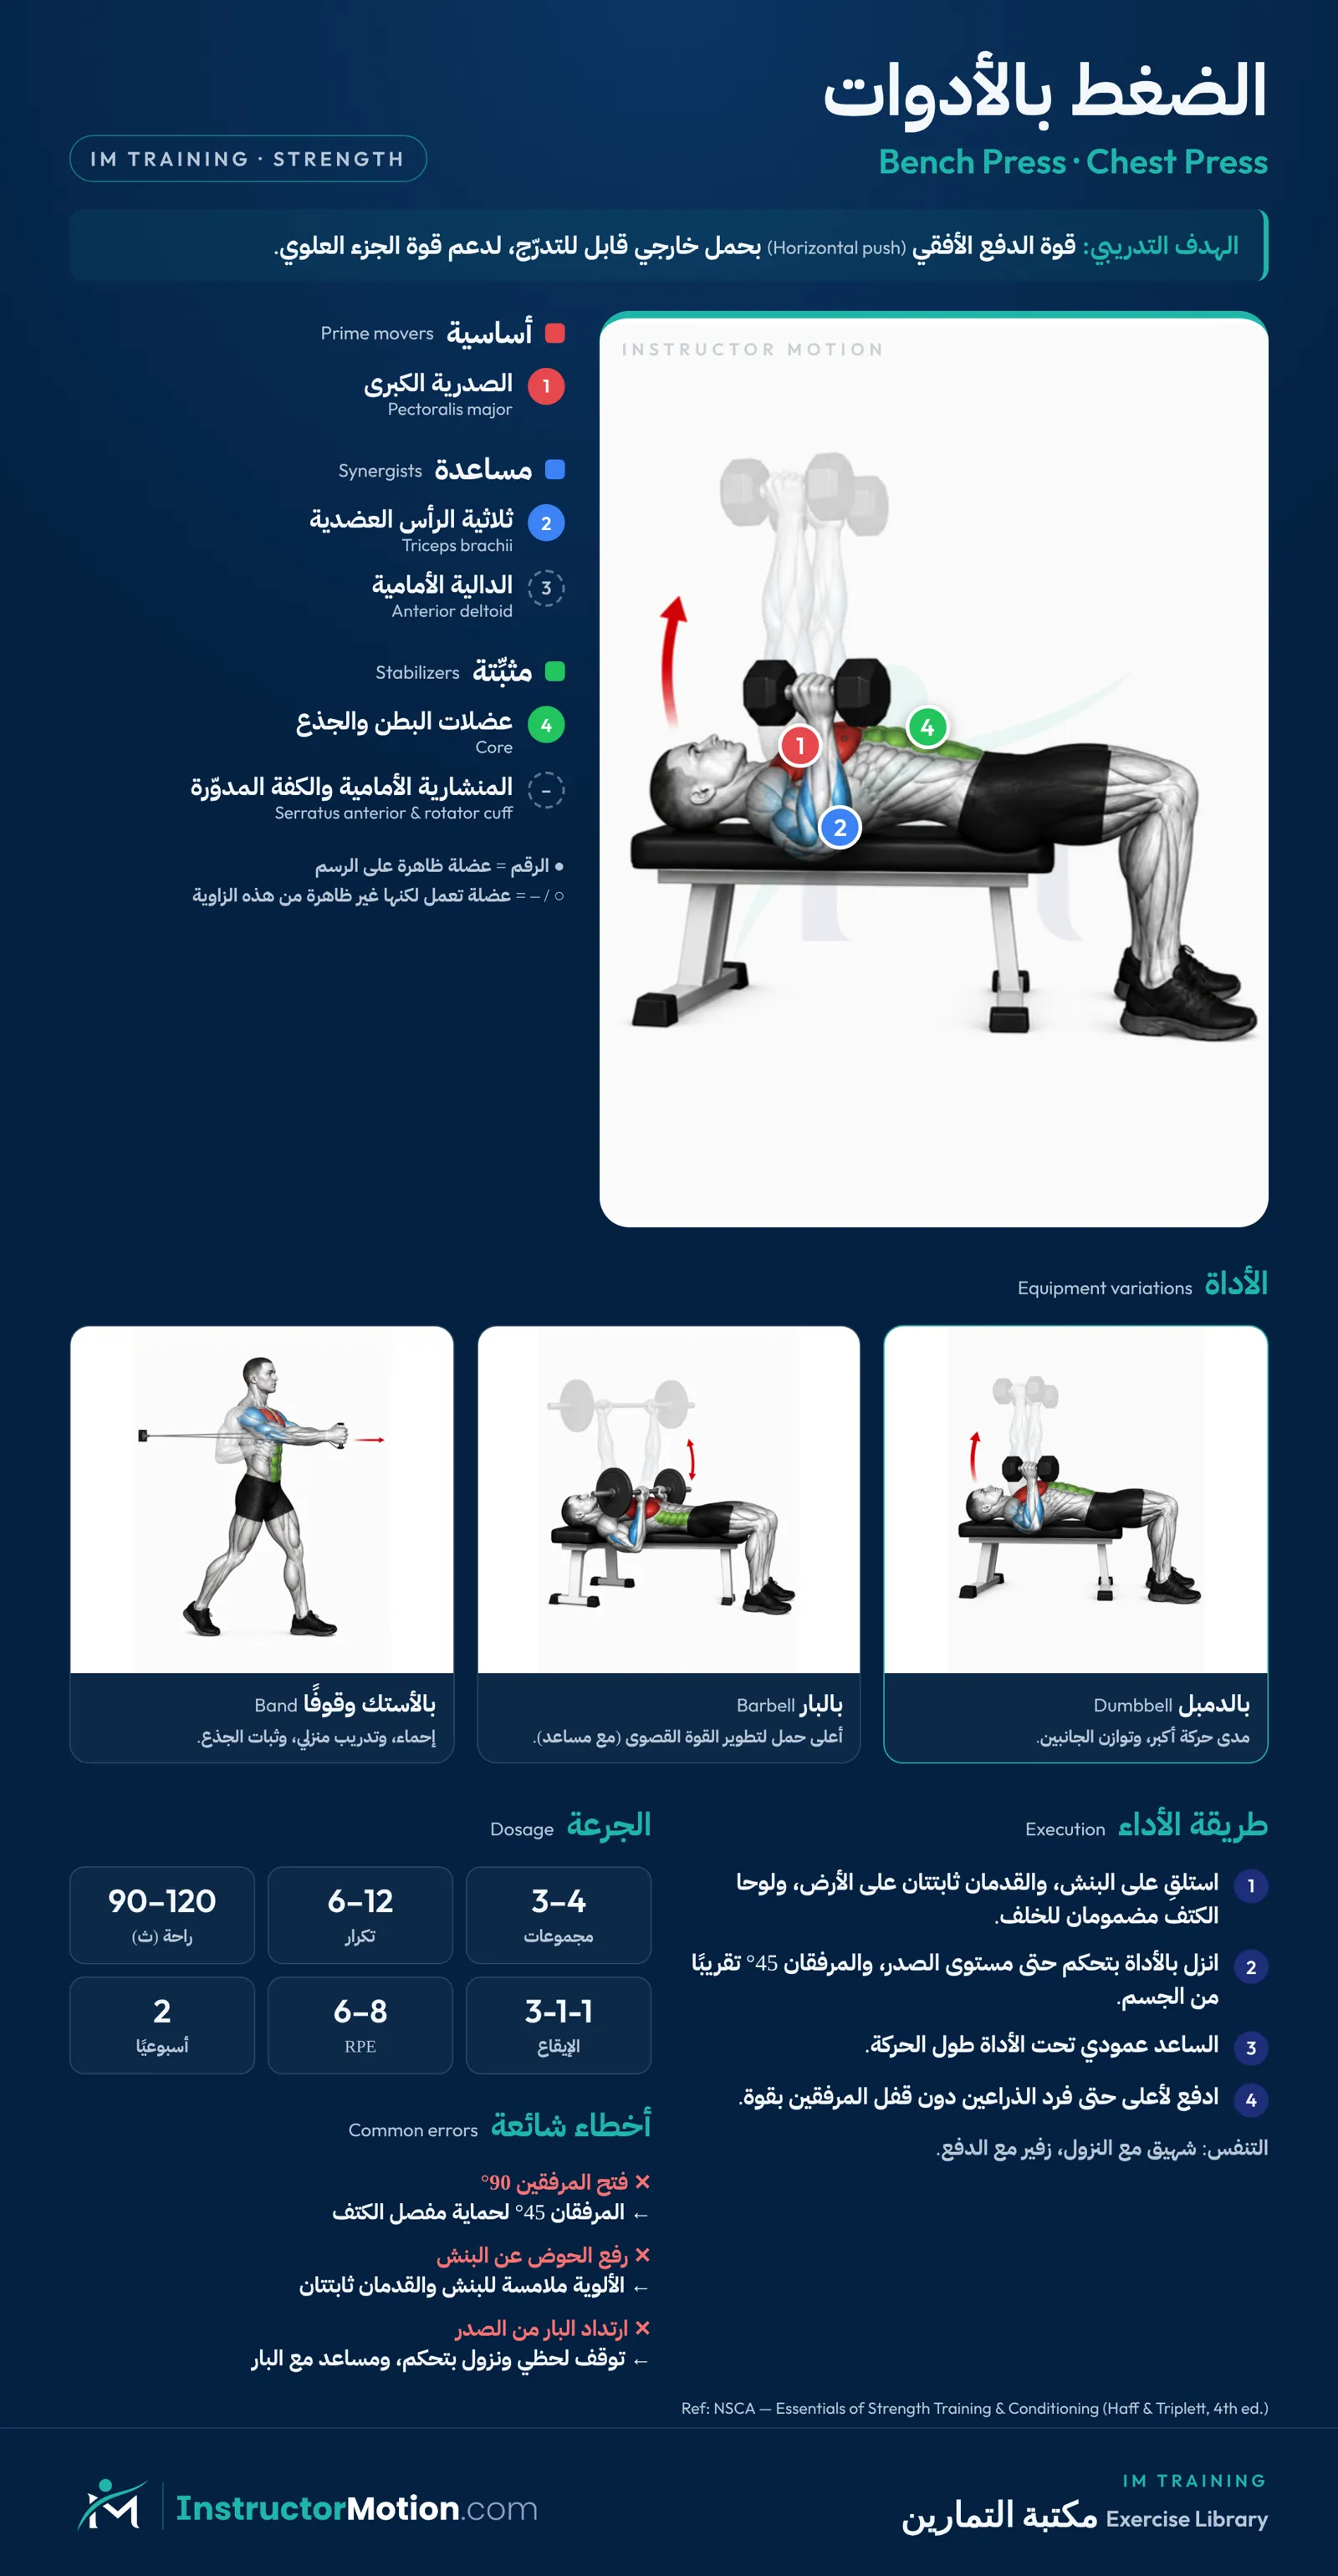 الضغط بالأدوات
Bench Press · Chest Press
IM TRAINING · STRENGTH
الهدف التدريبي: قوة الدفع الأفقي (Horizontal push) بحمل خارجي قابل للتدرّج، لدعم قوة الجزء العلوي.
INSTRUCTOR MOTION
1
2
4
أساسية Prime movers
1 الصدرية الكبرى
Pectoralis major
مساعدة Synergists
2 ثلاثية الرأس العضدية
Triceps brachii
3 الدالية الأمامية
Anterior deltoid
مثبِّتة Stabilizers
4 عضلات البطن والجذع
Core
– المنشارية الأمامية والكفة المدوّرة
Serratus anterior & rotator cuff
● الرقم = عضلة ظاهرة على الرسم
○ / – = عضلة تعمل لكنها غير ظاهرة من هذه الزاوية
الأداة Equipment variations
بالدمبل Dumbbell
مدى حركة أكبر، وتوازن الجانبين.
بالبار Barbell
أعلى حمل لتطوير القوة القصوى (مع مساعد).
بالأستك وقوفًا Band
إحماء، وتدريب منزلي، وثبات الجذع.
طريقة الأداء Execution
1 استلقِ على البنش، والقدمان ثابتتان على الأرض، ولوحا
الكتف مضمومان للخلف.
2 انزل بالأداة بتحكم حتى مستوى الصدر، والمرفقان 45° تقريبًا
من الجسم.
3 الساعد عمودي تحت الأداة طول الحركة.
4 ادفع لأعلى حتى فرد الذراعين دون قفل المرفقين بقوة.
التنفس: شهيق مع النزول، زفير مع الدفع.
الجرعة Dosage
3–4
مجموعات
6–12
تكرار
90–120
راحة (ث)
3-1-1
الإيقاع
6–8
RPE
2
أسبوعيًا
أخطاء شائعة Common errors
✕ فتح المرفقين 90°
← المرفقان 45° لحماية مفصل الكتف
✕ رفع الحوض عن البنش
← الألوية ملامسة للبنش والقدمان ثابتتان
✕ ارتداد البار من الصدر
← توقف لحظي ونزول بتحكم، ومساعد مع البار
Ref: NSCA — Essentials of Strength Training & Conditioning (Haff & Triplett, 4th ed.)
IM TRAINING
مكتبة التمارين Exercise Library
InstructorMotion.com